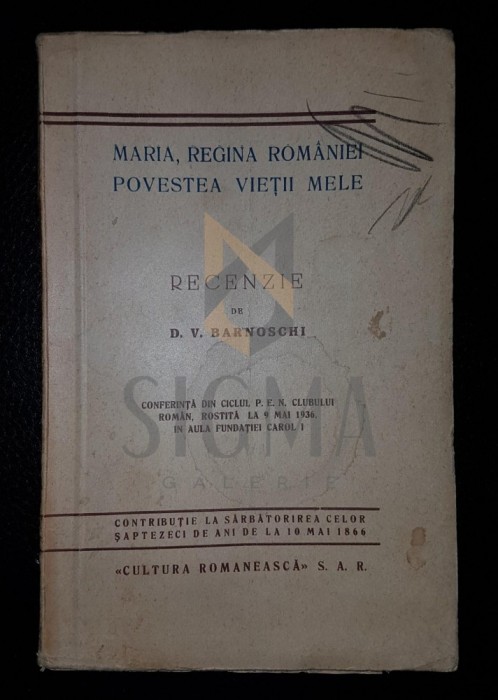 MARIA, REGINA ROMÂNIEI
POVESTEA VIEȚII MELE
RECENZIE
DE
D. V. BARNOSCHI
CONFERINȚĂ DIN CICLUL P. E. N. CLUBULUI
ROMÂN, ROSTITĂ LA 9 MAI 1936,
IN AULA FUNDAȚIEI CAROL I
SIGMA
GALERIE
CONTRIBUȚIE LA SĂRBĂTORIREA CELOR
ȘAPTEZECI DE ANI DE LA 10 MAI 1866
«CULTURA ROMANEASCĂ» S. A. R.